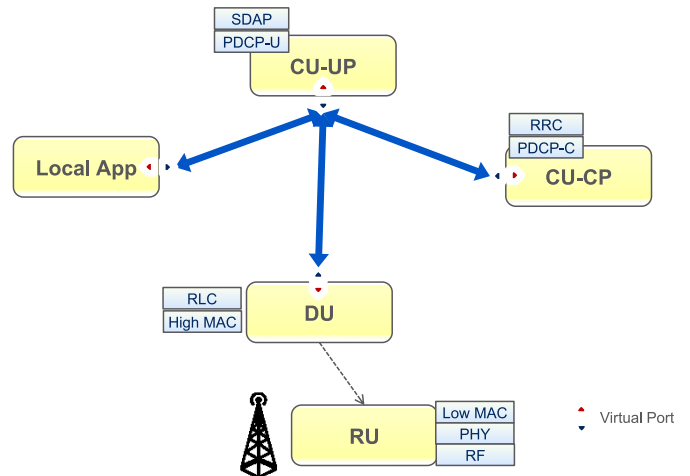 SDAP
PDCP-U
CU-UP
RRC
PDCP-C
Local App
CU-CP
RLC
High MAC
DU
Low MAC
RU
PHY
RF
Virtual Port